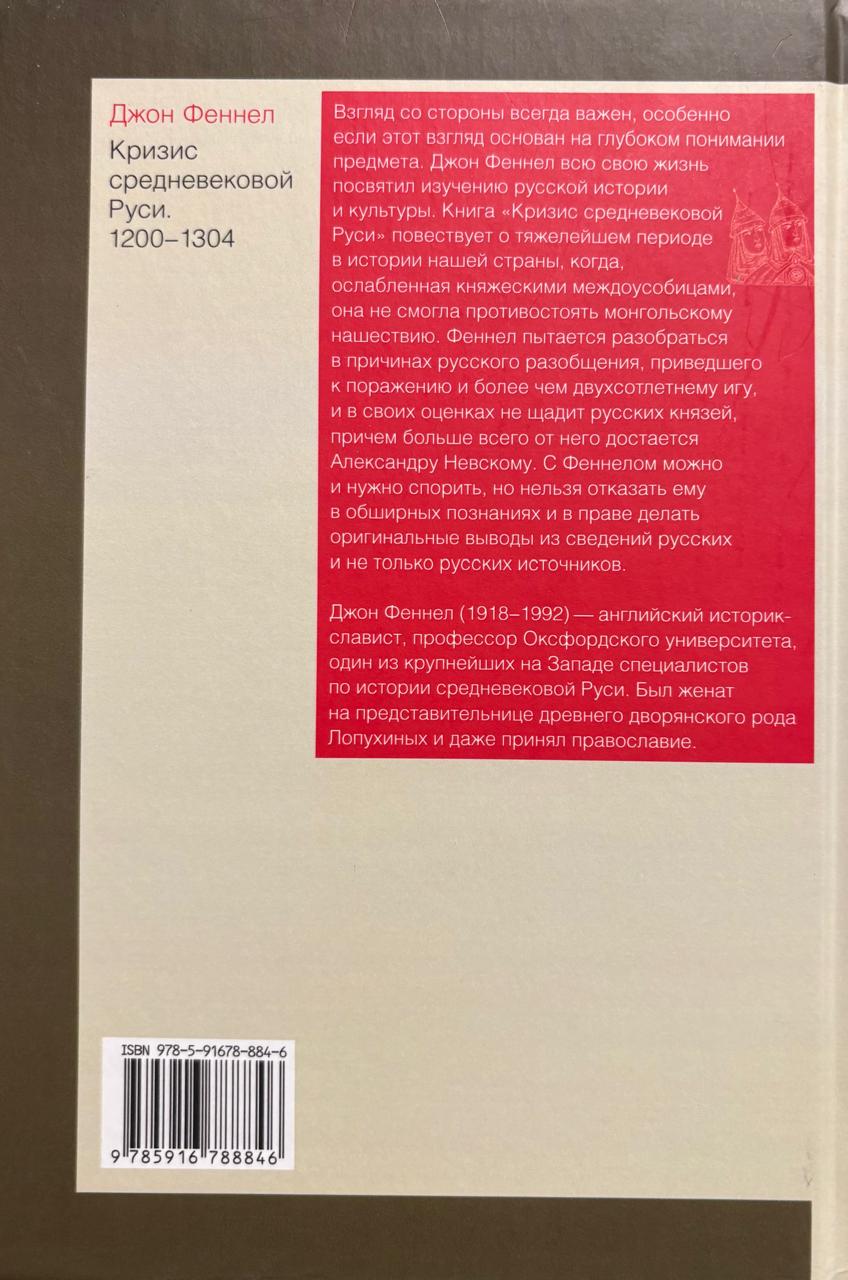 Джон Феннел
Кризис
средневековой
Руси.
1200–1304
Взгляд со стороны всегда важен, особенно
если этот взгляд основан на глубоком понимании
предмета. Джон Феннел всю свою жизнь
посвятил изучению русской истории
и культуры. Книга «Кризис средневековой
Руси» повествует о тяжелейшем периоде
в истории нашей страны, когда,
ослабленная княжескими междоусобицами,
она не смогла противостоять монгольскому
нашествию. Феннел пытается разобраться
в причинах русского разобщения, приведшего
к поражению и более чем двухсотлетнему игу,
и в своих оценках не щадит русских князей,
причем больше всего от него достается
Александру Невскому. С Феннелом можно
и нужно спорить, но нельзя отказать ему
в обширных познаниях и в праве делать
оригинальные выводы из сведений русских
и не только русских источников.
Джон Феннел (1918–1992) — английский историк-
славист, профессор Оксфордского университета,
один из крупнейших на Западе специалистов
по истории средневековой Руси. Был женат
на представительнице древнего дворянского рода
Лопухиных и даже принял православие.
ISBN 978-5-91678-884-6
9 785916 788846